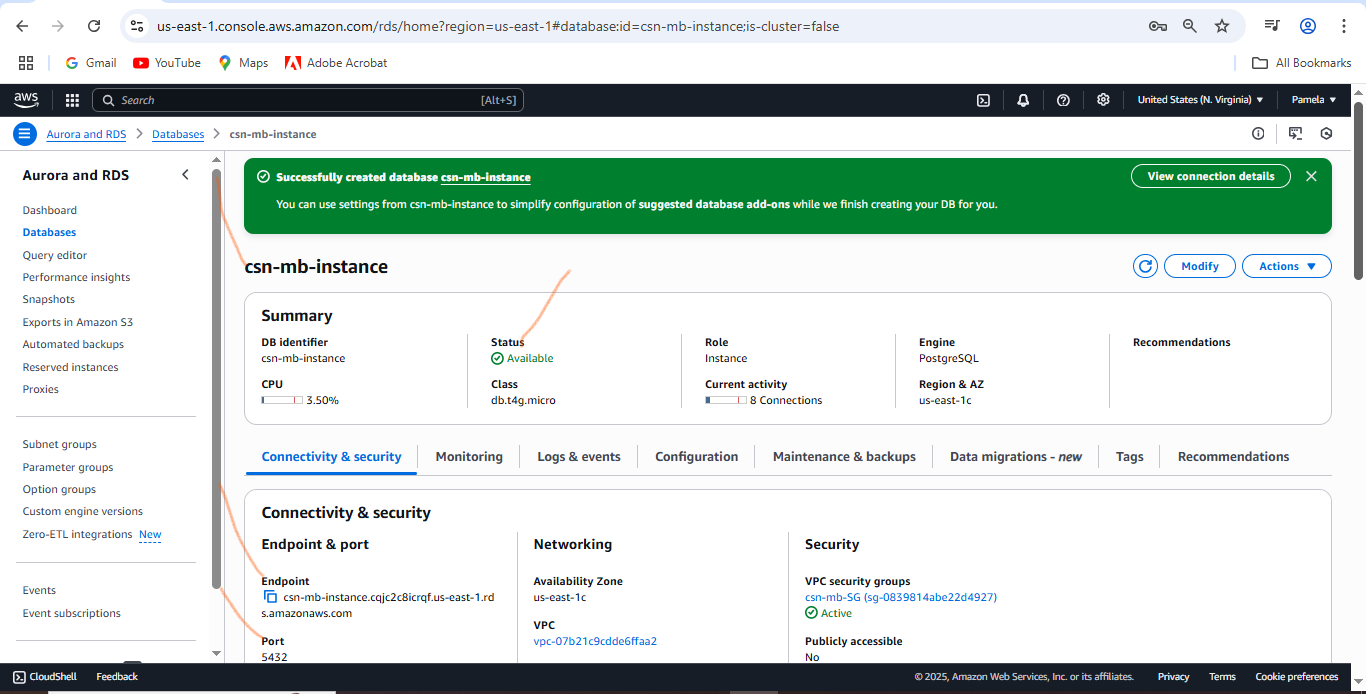 us-east-1.console.aws.amazon.com/rds/home?region=us-east-1#database:id=csn-mb-instance;is-cluster=false
Gmail YouTube Maps Adobe Acrobat All Bookmarks
aws Search [Alt+S] United States (N. Virginia) Pamela
Aurora and RDS Databases csn-mb-instance
Aurora and RDS
Dashboard
Databases
Query editor
Performance insights
Snapshots
Exports in Amazon S3
Automated backups
Reserved instances
Proxies
Subnet groups
Parameter groups
Option groups
Custom engine versions
Zero-ETL integrations New
Events
Event subscriptions
Successfully created database csn-mb-instance View connection details
You can use settings from csn-mb-instance to simplify configuration of suggested database add-ons while we finish creating your DB for you.
csn-mb-instance Modify Actions
Summary
DB identifier
csn-mb-instance
CPU
3.50%
Status
Available
Class
db.t4g.micro
Role
Instance
Current activity
8 Connections
Engine
PostgreSQL
Region & AZ
us-east-1c
Recommendations
Connectivity & security Monitoring Logs & events Configuration Maintenance & backups Data migrations - new Tags Recommendations
Connectivity & security
Endpoint & port
Endpoint
csn-mb-instance.cqjc2c8icrqf.us-east-1.rd
s.amazonaws.com
Port
5432
Networking
Availability Zone
us-east-1c
VPC
vpc-07b21c9cdde6ffaa2
Security
VPC security groups
csn-mb-SG (sg-0839814abe22d4927)
Active
Publicly accessible
No
CloudShell Feedback © 2025, Amazon Web Services, Inc. or its affiliates. Privacy Terms Cookie preferences